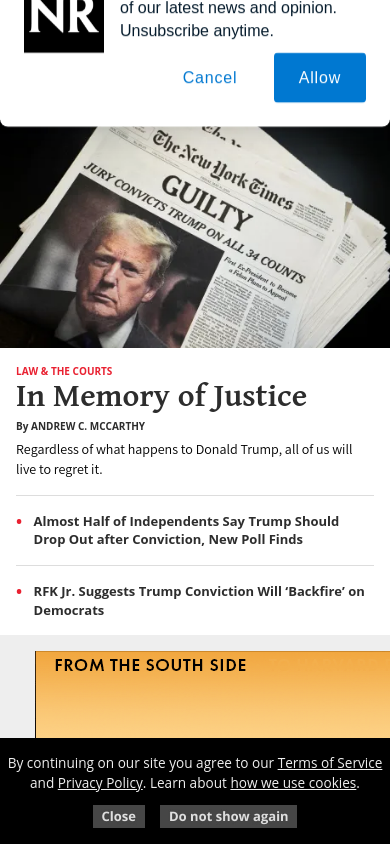 NR
of our latest news and opinion.
Unsubscribe anytime.
Cancel
Allow
The New York Times
GUILTY
JURY CONVICTS TRUMP ON ALL 34 COUNTS
First Ex-President to Become
a Felon Plans to Appeal
LAW & THE COURTS
In Memory of Justice
By ANDREW C. MCCARTHY
Regardless of what happens to Donald Trump, all of us will
live to regret it.
• Almost Half of Independents Say Trump Should
Drop Out after Conviction, New Poll Finds
• RFK Jr. Suggests Trump Conviction Will ‘Backfire’ on
Democrats
FROM THE SOUTH SIDE
By continuing on our site you agree to our Terms of Service
and Privacy Policy. Learn about how we use cookies.
Close
Do not show again